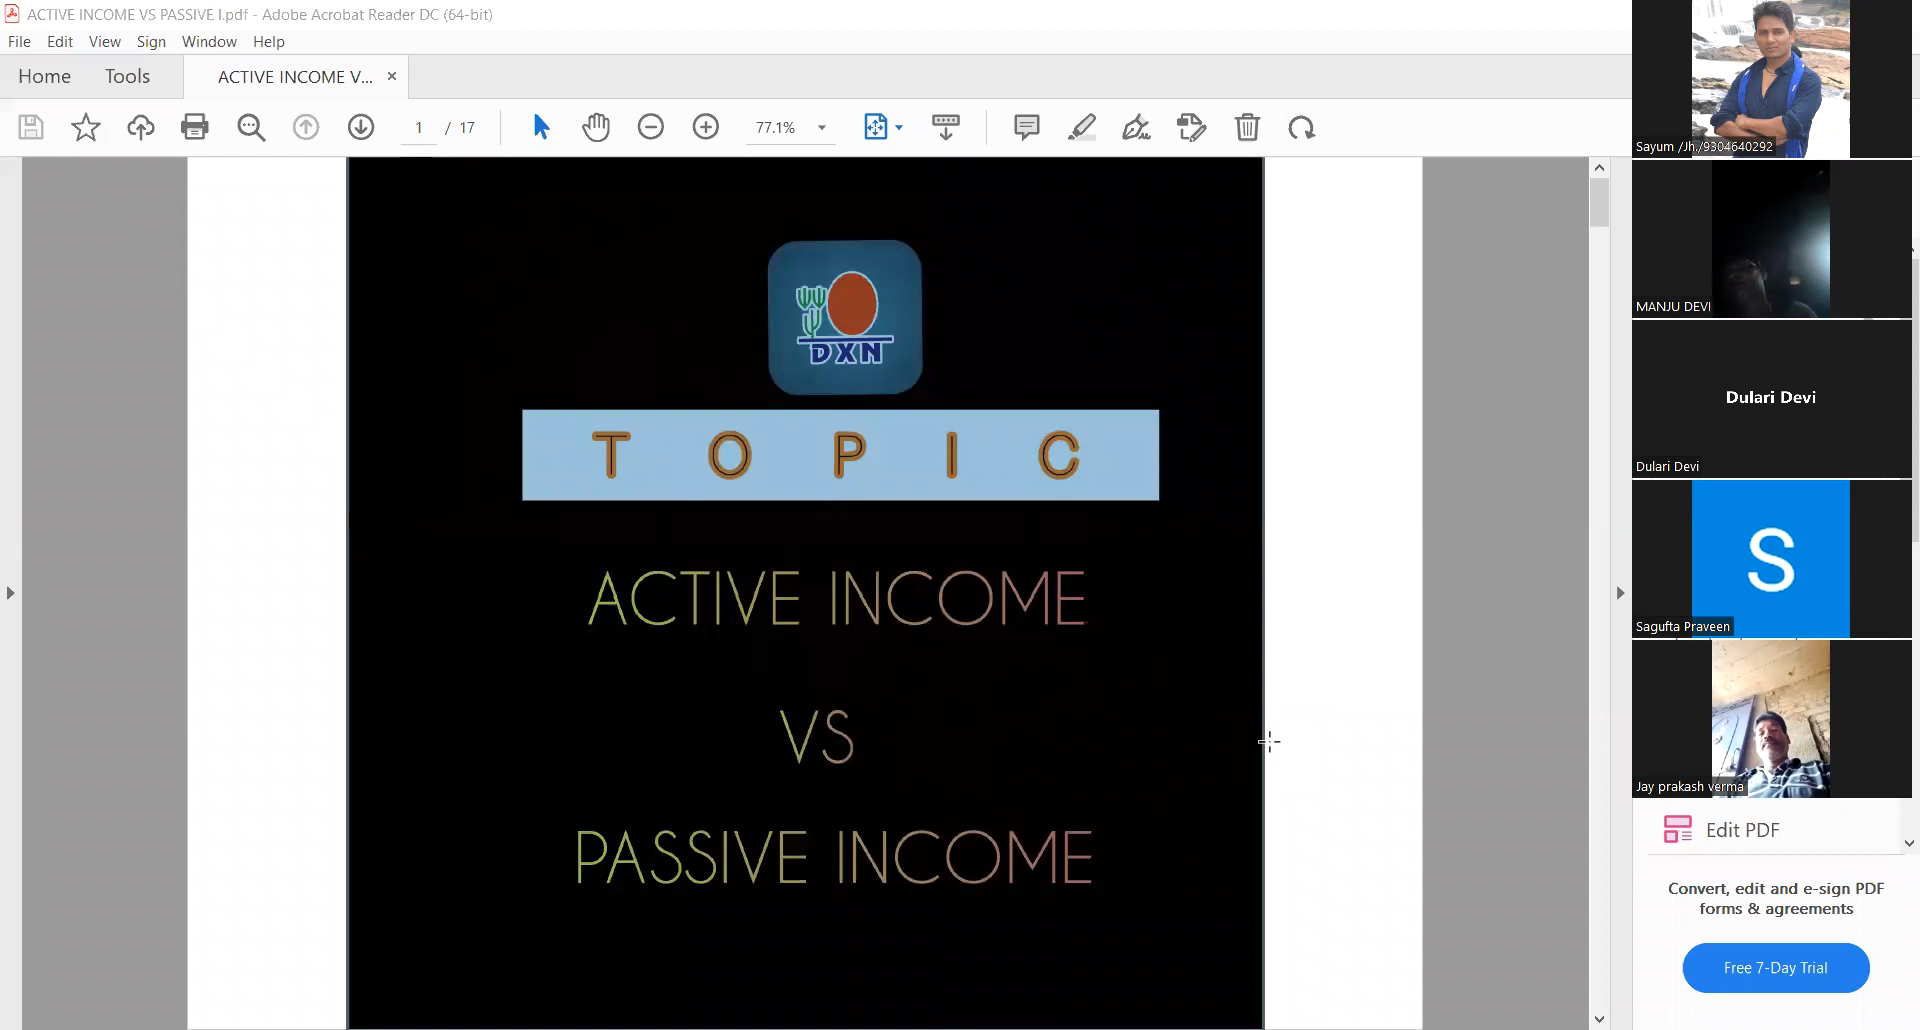 ACTIVE INCOME VS PASSIVE I.pdf - Adobe Acrobat Reader DC (64-bit)
File Edit View Sign Window Help
Home Tools ACTIVE INCOME V... ×
1 / 17 77.1%
DXN
TOPIC
ACTIVE INCOME
VS
PASSIVE INCOME
Sayum /Jh./9304640292
MANJU DEVI
Dulari Devi
Dulari Devi
S
Sagufta Praveen
Jay prakash verma
Edit PDF
Convert, edit and e-sign PDF
forms & agreements
Free 7-Day Trial